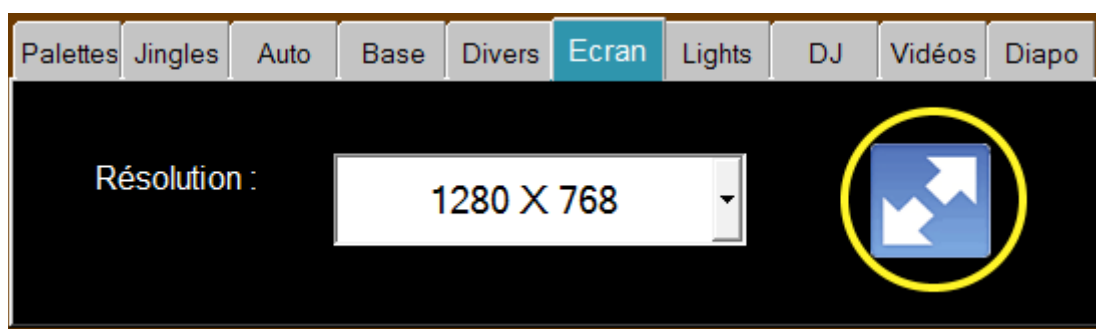 Palettes Jingles Auto Base Divers Ecran Lights DJ Vidéos Diapo
Résolution : 1280 X 768